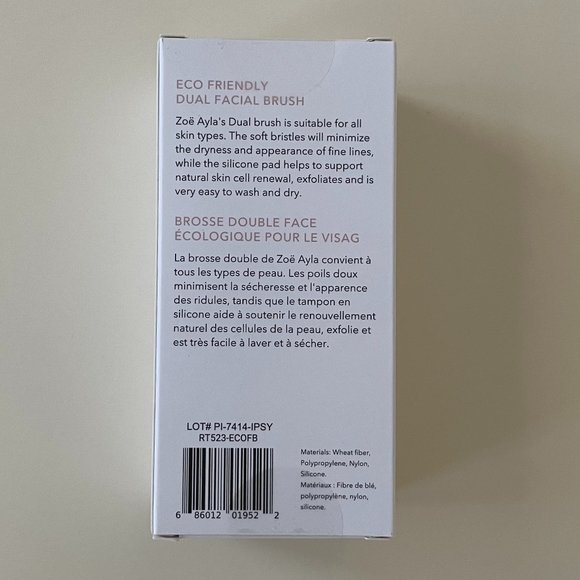 ECO FRIENDLY
DUAL FACIAL BRUSH
Zoë Ayla's Dual brush is suitable for all
skin types. The soft bristles will minimize
the dryness and appearance of fine lines,
while the silicone pad helps to support
natural skin cell renewal, exfoliates and is
very easy to wash and dry.
BROSSE DOUBLE FACE
ÉCOLOGIQUE POUR LE VISAG
La brosse double de Zoë Ayla convient à
tous les types de peau. Les poils doux
minimisent la sécheresse et l'apparence
des ridules, tandis que le tampon en
silicone aide à soutenir le renouvellement
naturel des cellules de la peau, exfolie et
est très facile à laver et à sécher.
LOT# PI-7414-IPSY
RT523-ECOFB
6 86012 01952 2
Materials: Wheat fiber,
Polypropylene, Nylon,
Silicone.
Matériaux : Fibre de blé,
polypropylène, nylon,
silicone.